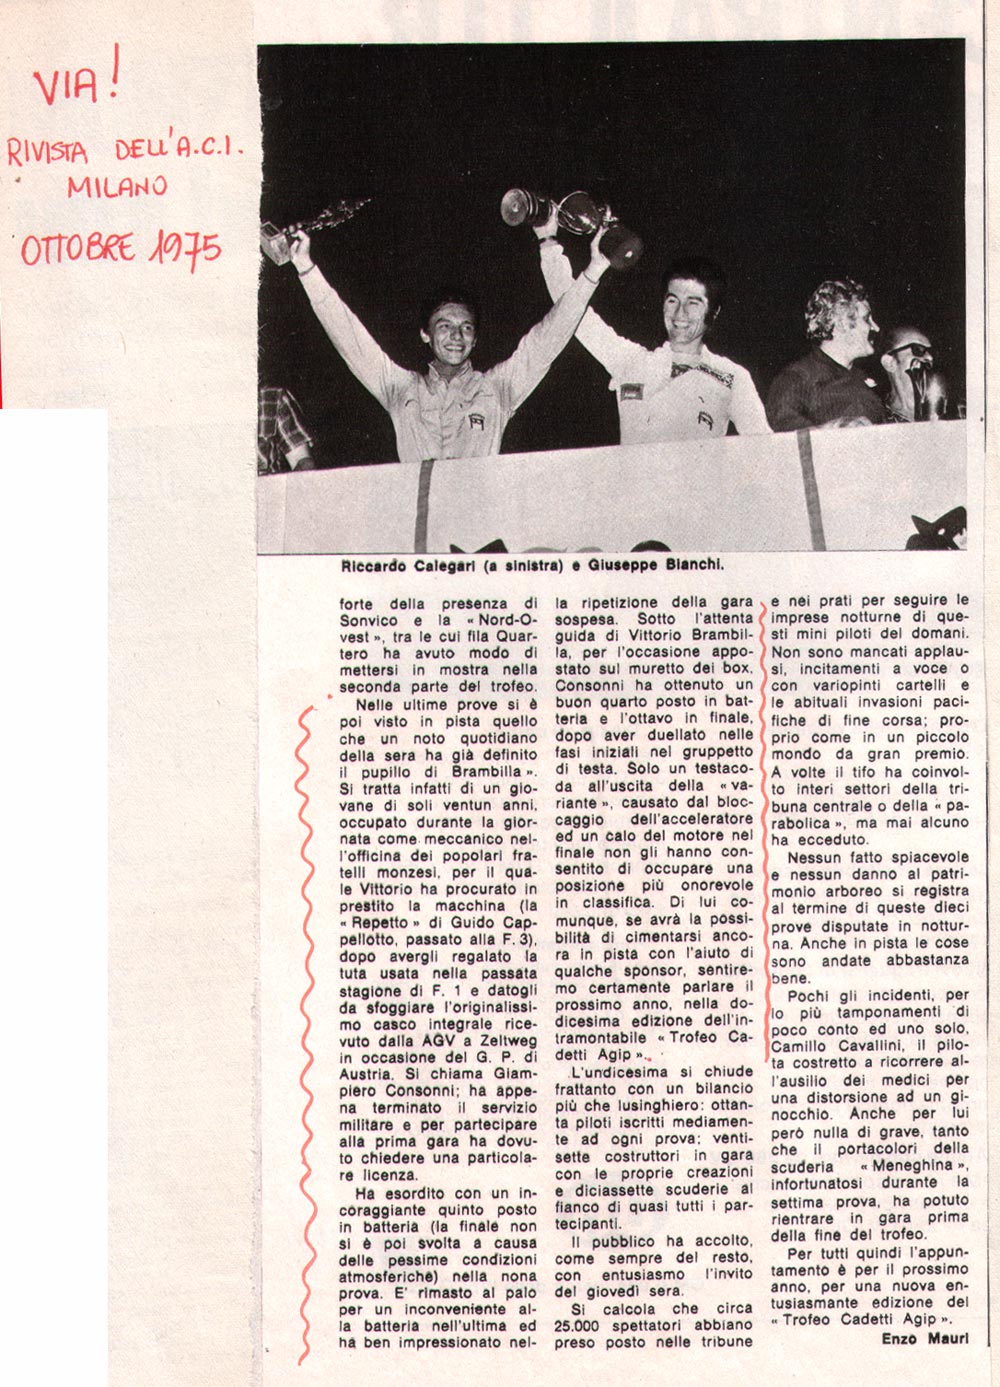 VIA!
RIVISTA DELL'A.C.I.
MILANO
OTTOBRE 1975
Riccardo Calegari (a sinistra) e Giuseppe Bianchi.
forte della presenza di
Sonvico e la « Nord-O-
vest », tra le cui fila Quar-
tero ha avuto modo di
mettersi in mostra nella
seconda parte del trofeo.
Nelle ultime prove si è
poi visto in pista quello
che un noto quotidiano
della sera ha già definito
il pupillo di Brambilla ».
Si tratta infatti di un gio-
vane di soli ventun anni,
occupato durante la gior-
nata come meccanico nel-
l'officina dei popolari fra-
telli monzesi, per il qua-
le Vittorio ha procurato in
prestito la macchina (la
« Repetto » di Guido Cap-
pellotto, passato alla F. 3),
dopo avergli regalato la
tuta usata nella passata
stagione di F. 1 e datogli
da sfoggiare l'originalissi-
mo casco integrale rice-
vuto dalla AGV a Zeltweg
in occasione del G. P. di
Austria. Si chiama Giam-
piero Consonni; ha appe-
na terminato il servizio
militare e per partecipare
alla prima gara ha dovu-
to chiedere una particola-
re licenza.
Ha esordito con un in-
coraggiante quinto posto
in batteria (la finale non
si è poi svolta a causa
delle pessime condizioni
atmosferiche) nella nona
prova. E' rimasto al palo
per un inconveniente al-
la batteria nell'ultima ed
ha ben impressionato nel-
la ripetizione della gara
sospesa. Sotto l'attenta
guida di Vittorio Brambil-
la, per l'occasione appo-
stato sul muretto dei box,
Consonni ha ottenuto un
buon quarto posto in bat-
teria e l'ottavo in finale,
dopo aver duellato nelle
fasi iniziali nel gruppetto
di testa. Solo un testaco-
da all'uscita della « va-
riante », causato dal bloc-
caggio dell'acceleratore
ed un calo del motore nel
finale non gli hanno con-
sentito di occupare una
posizione più onorevole
in classifica. Di lui co-
munque, se avrà la possi-
bilità di cimentarsi anco-
ra in pista con l'aiuto di
qualche sponsor, sentire-
mo certamente parlare il
prossimo anno, nella do-
dicesima edizione dell'in-
tramontabile « Trofeo Ca-
detti Agip ».
L'undicesima si chiude
frattanto con un bilancio
più che lusinghiero: ottan-
ta piloti iscritti mediamen-
te ad ogni prova; venti-
sette costruttori in gara
con le proprie creazioni
e diciassette scuderie al
fianco di quasi tutti i par-
tecipanti.
Il pubblico ha accolto,
come sempre del resto,
con entusiasmo l'invito
del giovedì sera.
Si calcola che circa
25.000 spettatori abbiano
preso posto nelle tribune
e nei prati per seguire le
imprese notturne di que-
sti mini piloti del domani.
Non sono mancati applau-
si, incitamenti a voce o
con variopinti cartelli e
le abituali invasioni paci-
fiche di fine corsa; pro-
prio come in un piccolo
mondo da gran premio.
A volte il tifo ha coinvol-
to interi settori della tri-
buna centrale o della « pa-
rabolica », ma mai alcuno
ha ecceduto.
Nessun fatto spiacevole
e nessun danno al patri-
monio arboreo si registra
al termine di queste dieci
prove disputate in nottur-
na. Anche in pista le cose
sono andate abbastanza
bene.
Pochi gli incidenti, per
lo più tamponamenti di
poco conto ed uno solo,
Camillo Cavallini, il pilo-
ta costretto a ricorrere al-
l'ausilio dei medici per
una distorsione ad un gi-
nocchio. Anche per lui
però nulla di grave, tanto
che il portacolori della
scuderia « Meneghina »,
infortunatosi durante la
settima prova, ha potuto
rientrare in gara prima
della fine del trofeo.
Per tutti quindi l'appun-
tamento è per il prossimo
anno, per una nuova en-
tusiasmante edizione del
« Trofeo Cadetti Agip ».
Enzo Mauri